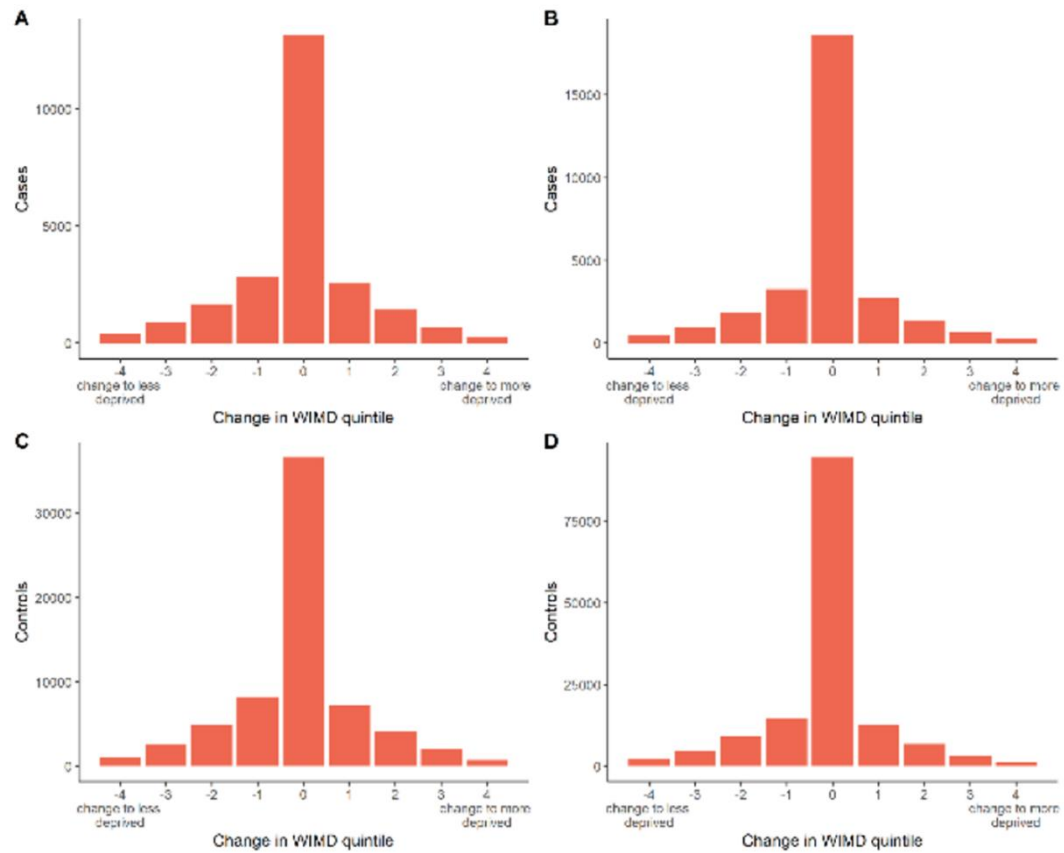 A
10000
5000
0
Cases
-4 -3 -2 -1 0 1 2 3 4
change to less deprived
change to more deprived
Change in WIMD quintile
B
15000
10000
5000
0
Cases
-4 -3 -2 -1 0 1 2 3 4
change to less deprived
change to more deprived
Change in WIMD quintile
C
30000
20000
10000
0
Controls
-4 -3 -2 -1 0 1 2 3 4
change to less deprived
change to more deprived
Change in WIMD quintile
D
75000
50000
25000
0
Controls
-4 -3 -2 -1 0 1 2 3 4
change to less deprived
change to more deprived
Change in WIMD quintile